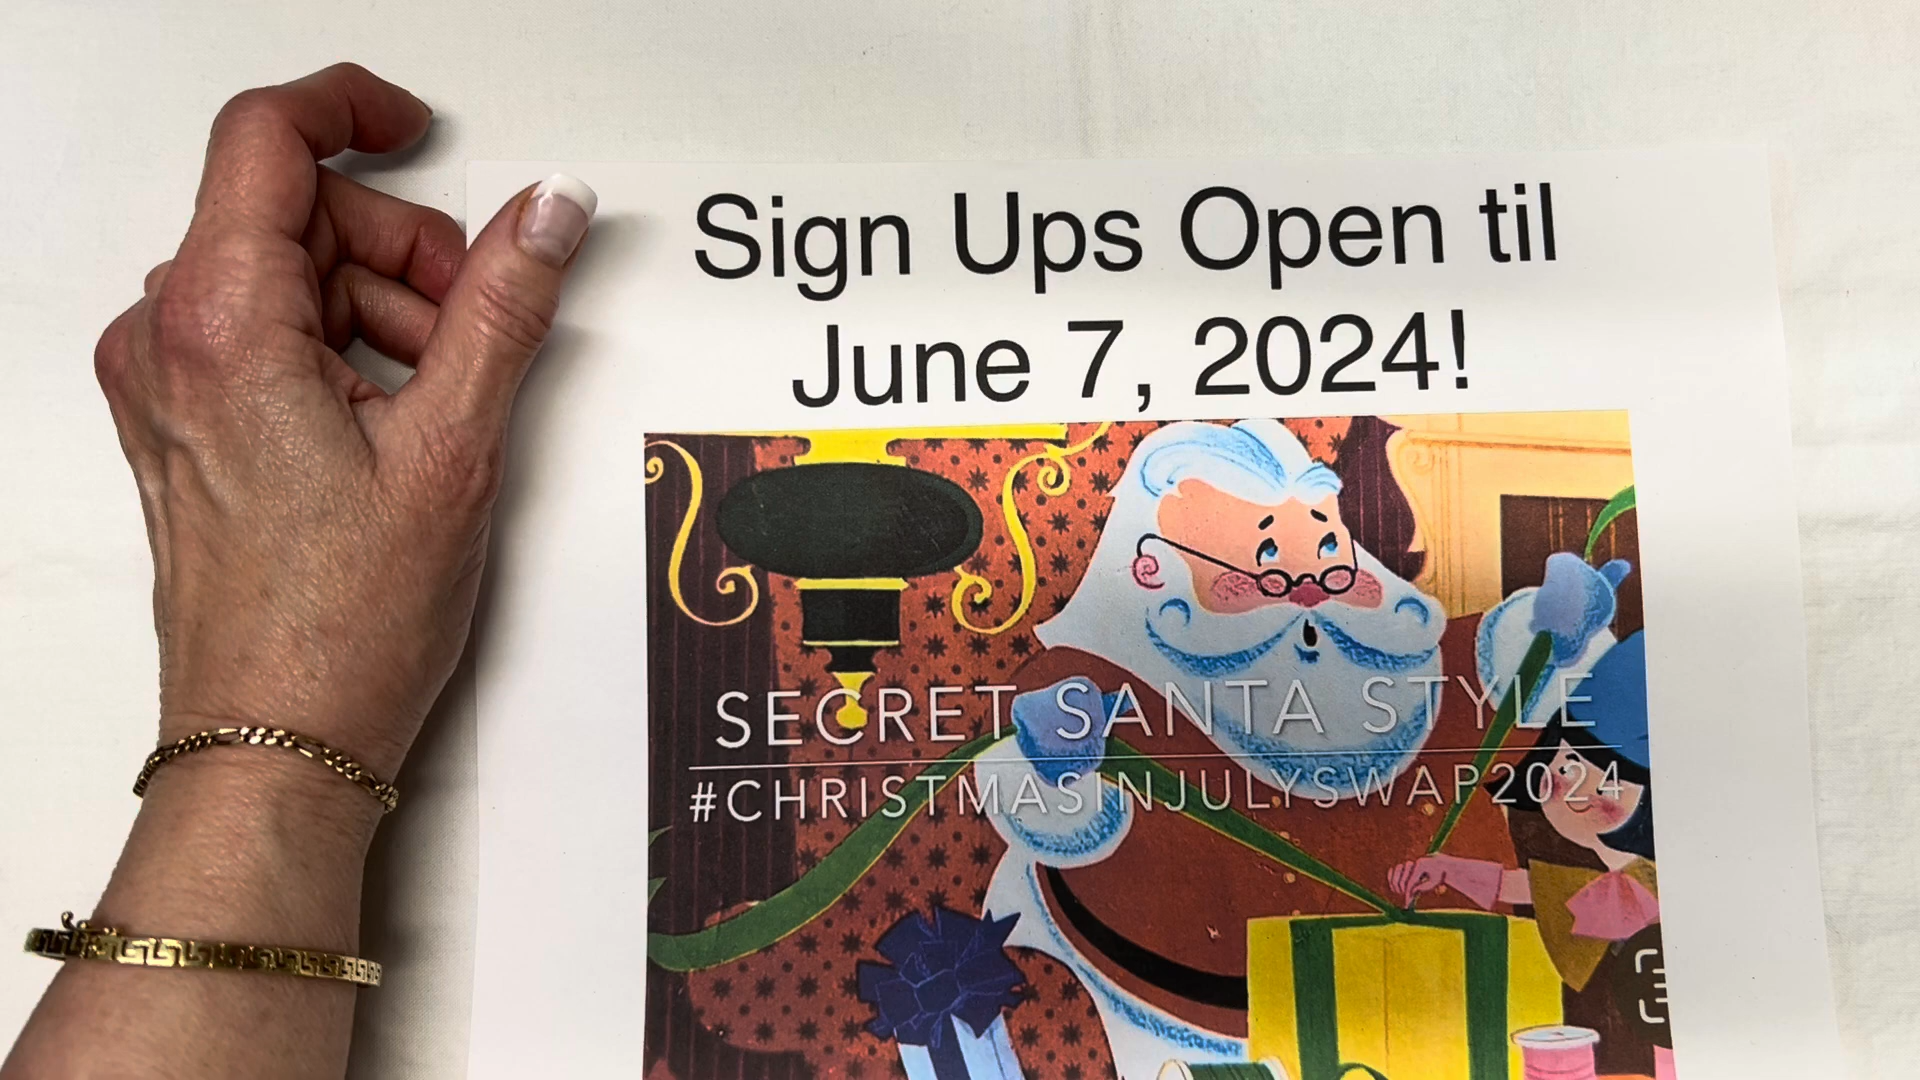 Sign Ups Open til
June 7, 2024!
SECRET SANTA STYLE
#CHRISTMASINJULYSWAP2024